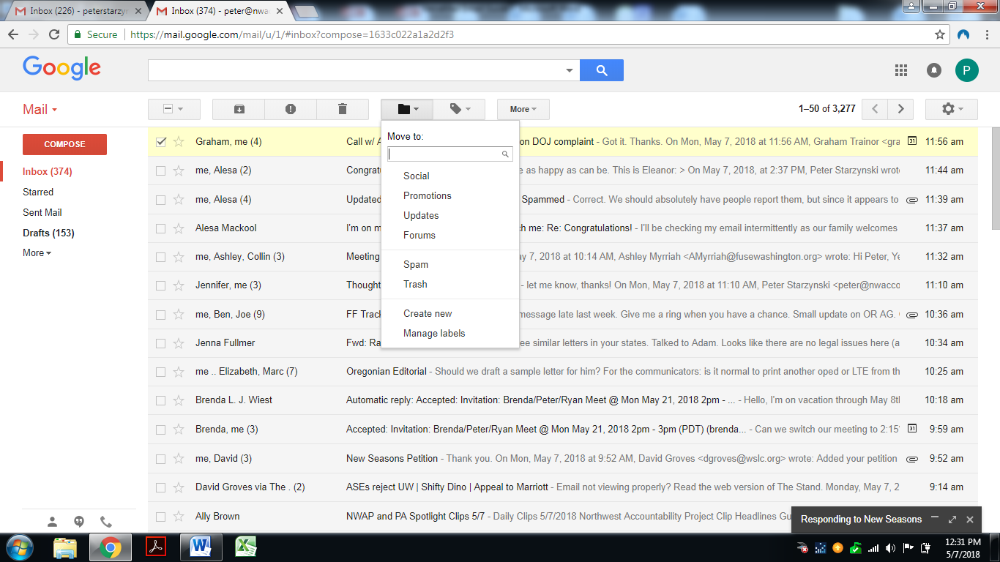 Inbox (226) - peterstarzyn
Inbox (374) - peter@nwac
Secure https://mail.google.com/mail/u/1/#inbox?compose=1633c022a1a2d2f3
Google
P
Mail
More
1–50 of 3,277
COMPOSE
Inbox (374)
Starred
Sent Mail
Drafts (153)
More
Move to:
Social
Promotions
Updates
Forums
Spam
Trash
Create new
Manage labels
Graham, me (4) Call w/ A on DOJ complaint - Got it. Thanks. On Mon, May 7, 2018 at 11:56 AM, Graham Trainor <gra 31 11:56 am
me, Alesa (2) Congrat e as happy as can be. This is Eleanor: > On May 7, 2018, at 2:37 PM, Peter Starzynski wrot 11:44 am
me, Alesa (4) Updated Spammed - Correct. We should absolutely have people report them, but since it appears to 11:39 am
Alesa Mackool I'm on m ch me: Re: Congratulations! - I'll be checking my email intermittently as our family welcomes 11:37 am
me, Ashley, Collin (3) Meeting y 7, 2018 at 10:14 AM, Ashley Myrriah <AMyrriah@fusewashington.org> wrote: Hi Peter, Ye 11:32 am
Jennifer, me (3) Thought - let me know, thanks! On Mon, May 7, 2018 at 11:10 AM, Peter Starzynski <peter@nwacco 11:10 am
me, Ben, Joe (9) FF Track message late last week. Give me a ring when you have a chance. Small update on OR AG. 10:36 am
Jenna Fullmer Fwd: Ra ee similar letters in your states. Talked to Adam. Looks like there are no legal issues here (a 10:34 am
me .. Elizabeth, Marc (7) Oregonian Editorial - Should we draft a sample letter for him? For the communicators: is it normal to print another oped or LTE from th 10:25 am
Brenda L. J. Wiest Automatic reply: Accepted: Invitation: Brenda/Peter/Ryan Meet @ Mon May 21, 2018 2pm - ... - Hello, I'm on vacation through May 8th 10:18 am
Brenda, me (3) Accepted: Invitation: Brenda/Peter/Ryan Meet @ Mon May 21, 2018 2pm - 3pm (PDT) (brenda... - Can we switch our meeting to 2:15 31 9:59 am
me, David (3) New Seasons Petition - Thank you. On Mon, May 7, 2018 at 9:52 AM, David Groves <dgroves@wslc.org> wrote: Added your petition 9:52 am
David Groves via The . (2) ASEs reject UW | Shifty Dino | Appeal to Marriott - Email not viewing properly? Read the web version of The Stand. Monday, May 7, 2 9:14 am
Ally Brown NWAP and PA Spotlight Clips 5/7 - Daily Clips 5/7/2018 Northwest Accountability Project Clip Headlines Gu
Responding to New Seasons
12:31 PM
5/7/2018